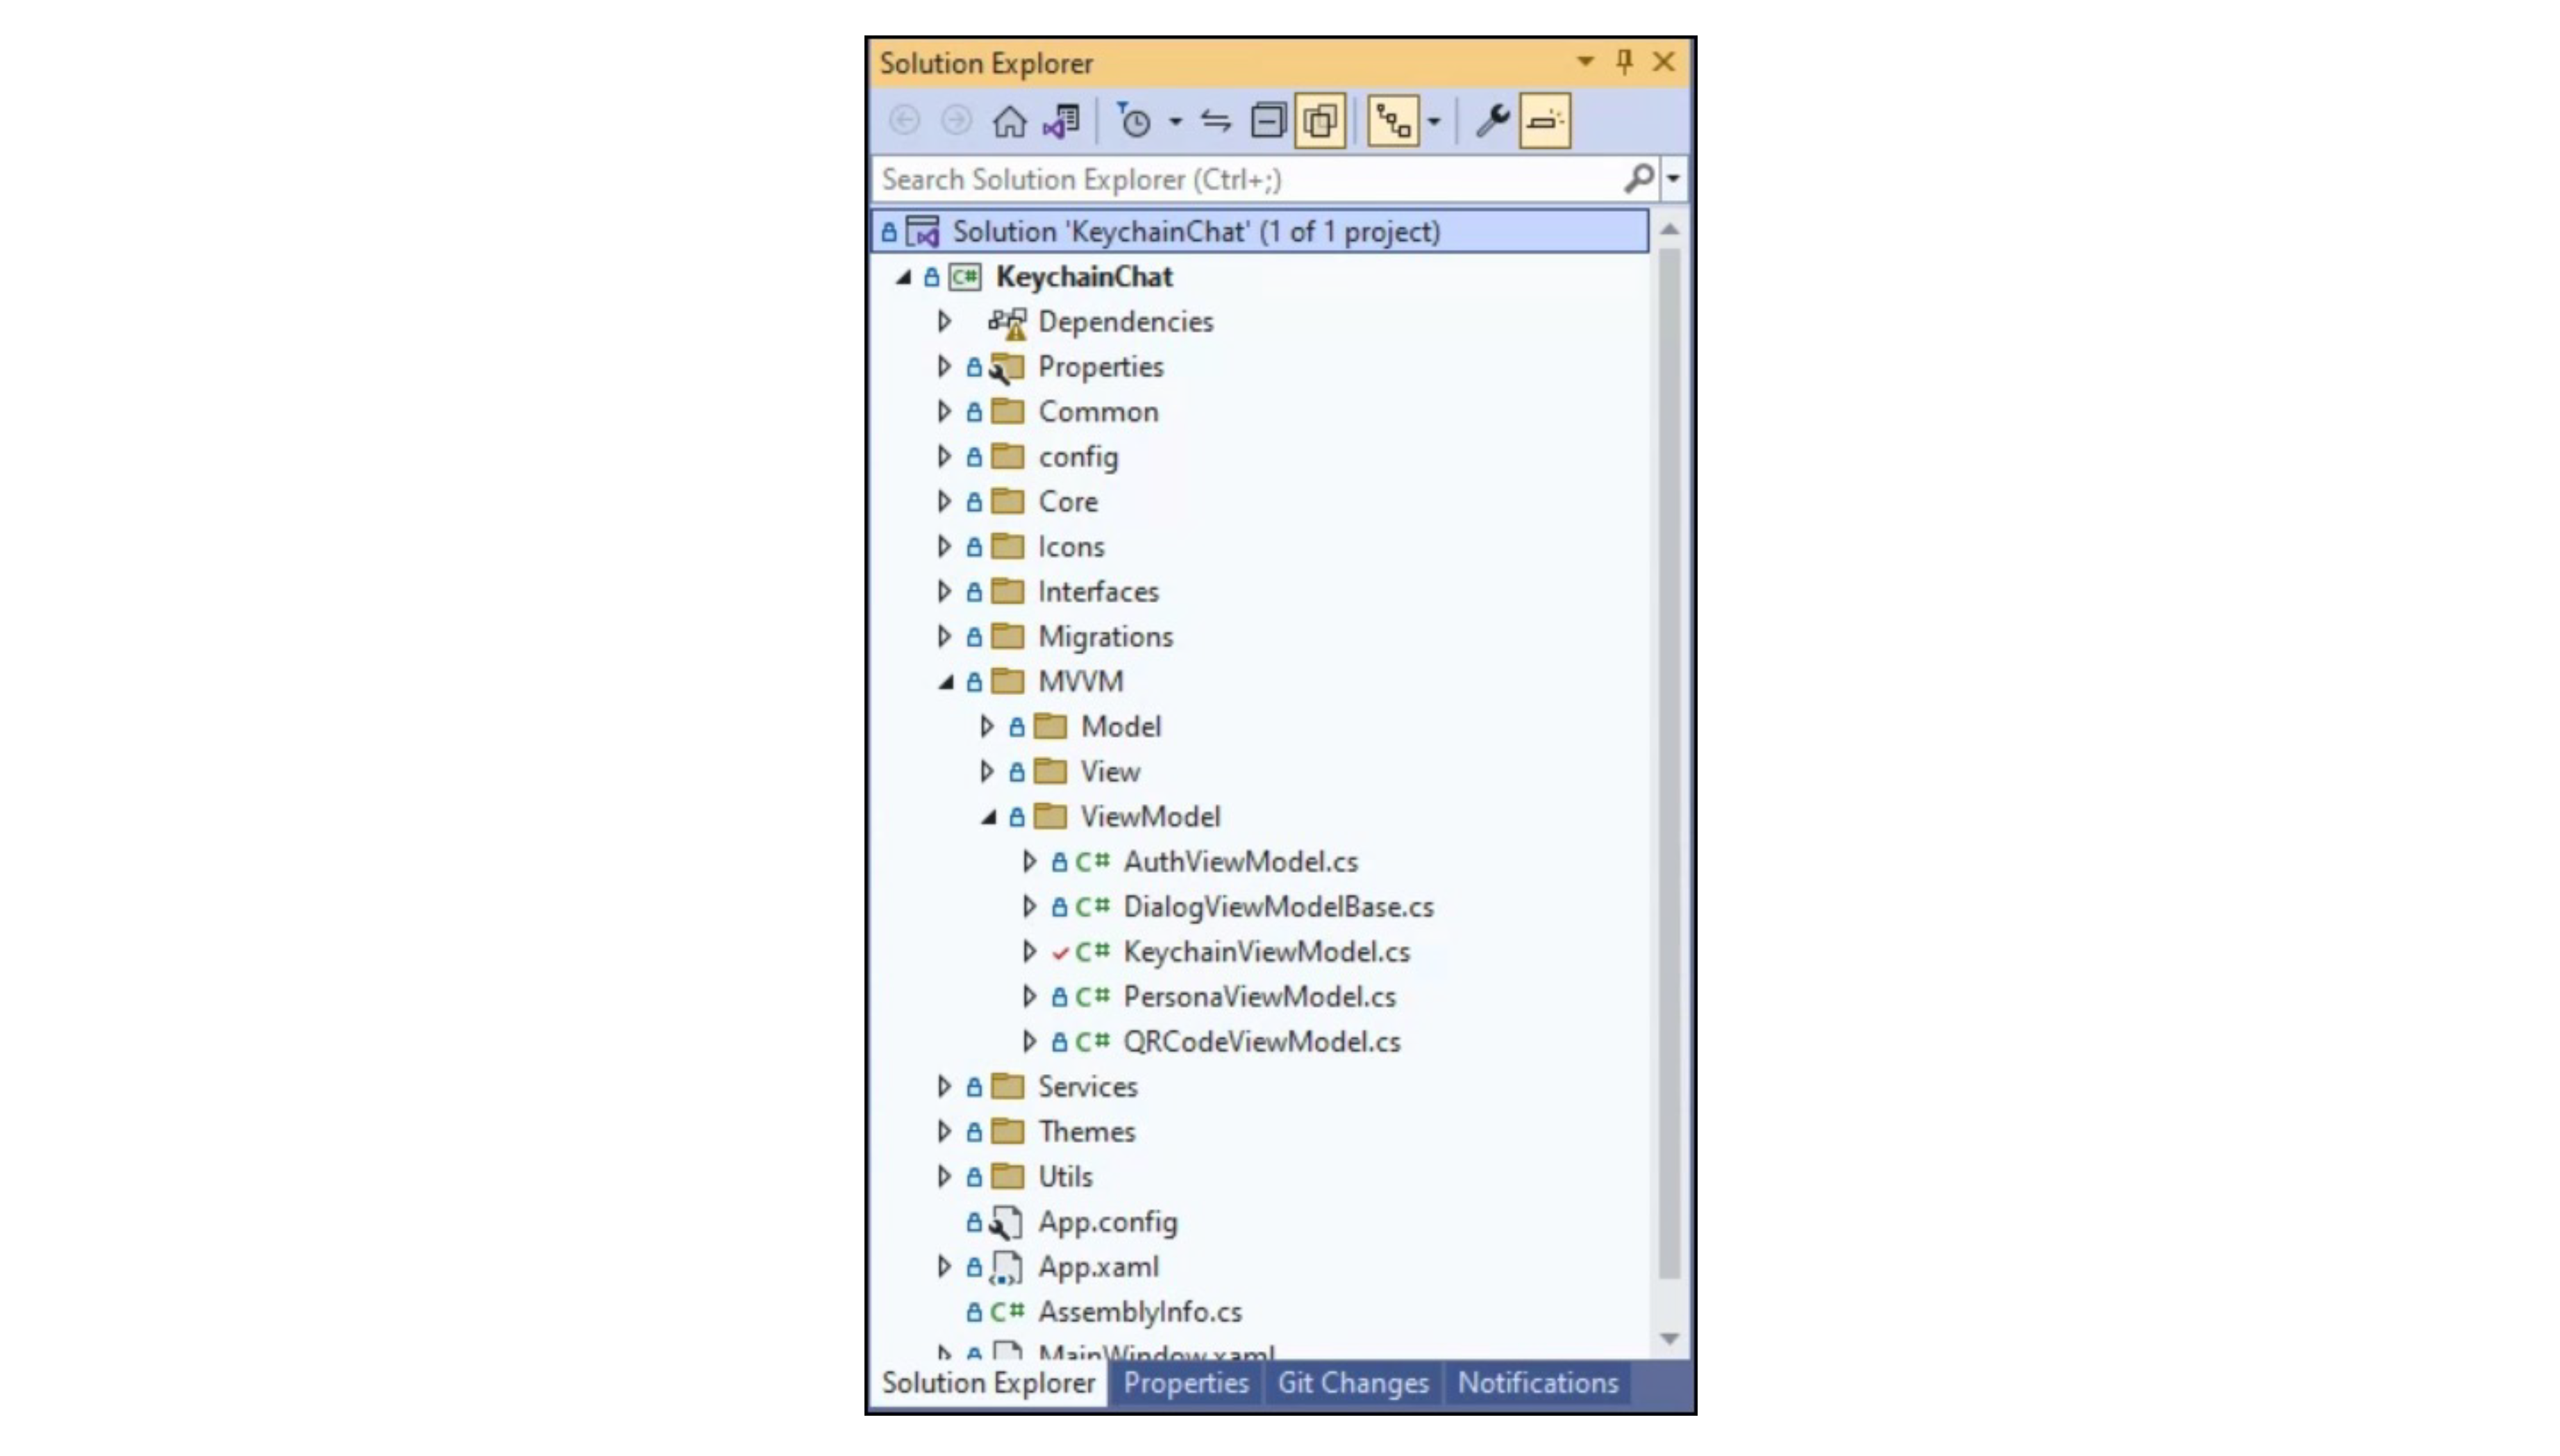 Solution Explorer
Search Solution Explorer (Ctrl+;)
Solution 'KeychainChat' (1 of 1 project)
C# KeychainChat
Dependencies
Properties
Common
config
Core
Icons
Interfaces
Migrations
MVVM
Model
View
ViewModel
C# AuthViewModel.cs
C# DialogViewModelBase.cs
C# KeychainViewModel.cs
C# PersonaViewModel.cs
C# QRCodeViewModel.cs
Services
Themes
Utils
App.config
App.xaml
C# AssemblyInfo.cs
MainWindow.xaml
Solution Explorer Properties Git Changes Notifications